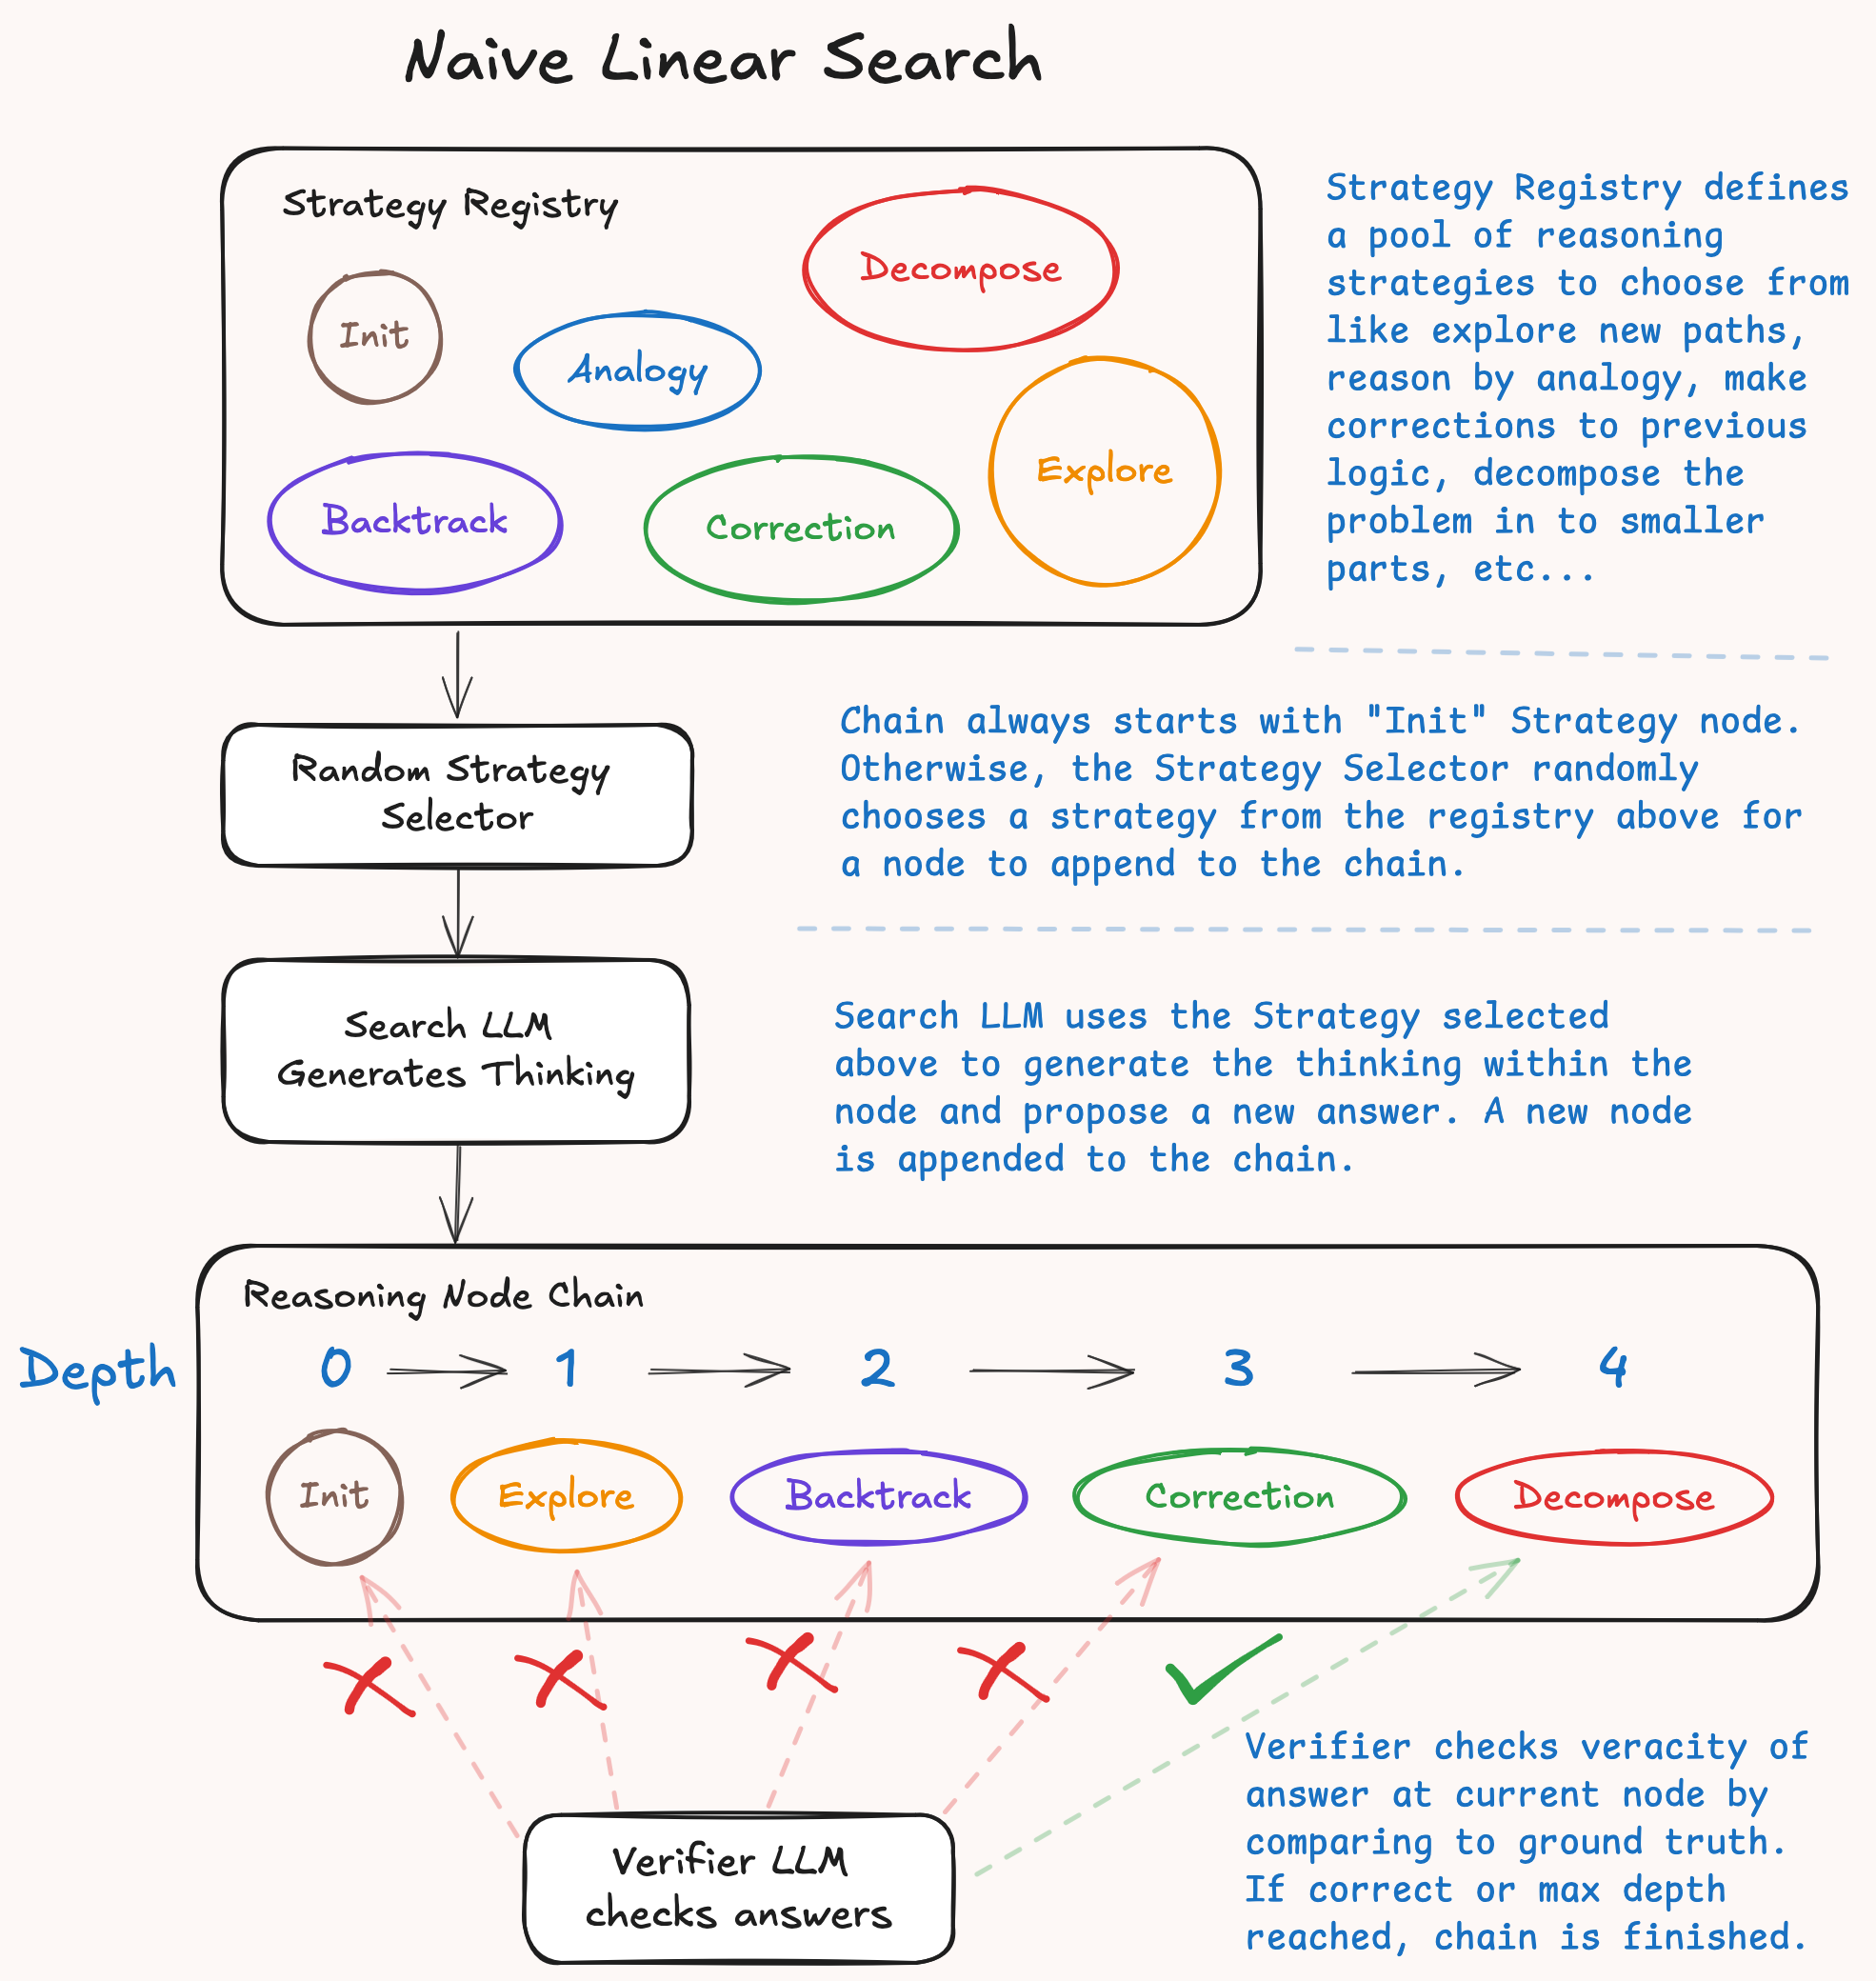 Naive Linear Search
Strategy Registry
Init
Analogy
Decompose
Backtrack
Correction
Explore
Strategy Registry defines
a pool of reasoning
strategies to choose from
like explore new paths,
reason by analogy, make
corrections to previous
logic, decompose the
problem in to smaller
parts, etc...
Random Strategy
Selector
Chain always starts with "Init" Strategy node.
Otherwise, the Strategy Selector randomly
chooses a strategy from the registry above for
a node to append to the chain.
Search LLM
Generates Thinking
Search LLM uses the Strategy selected
above to generate the thinking within the
node and propose a new answer. A new node
is appended to the chain.
Reasoning Node Chain
Depth 0 1 2 3 4
Init Explore Backtrack Correction Decompose
Verifier LLM
checks answers
Verifier checks veracity of
answer at current node by
comparing to ground truth.
If correct or max depth
reached, chain is finished.